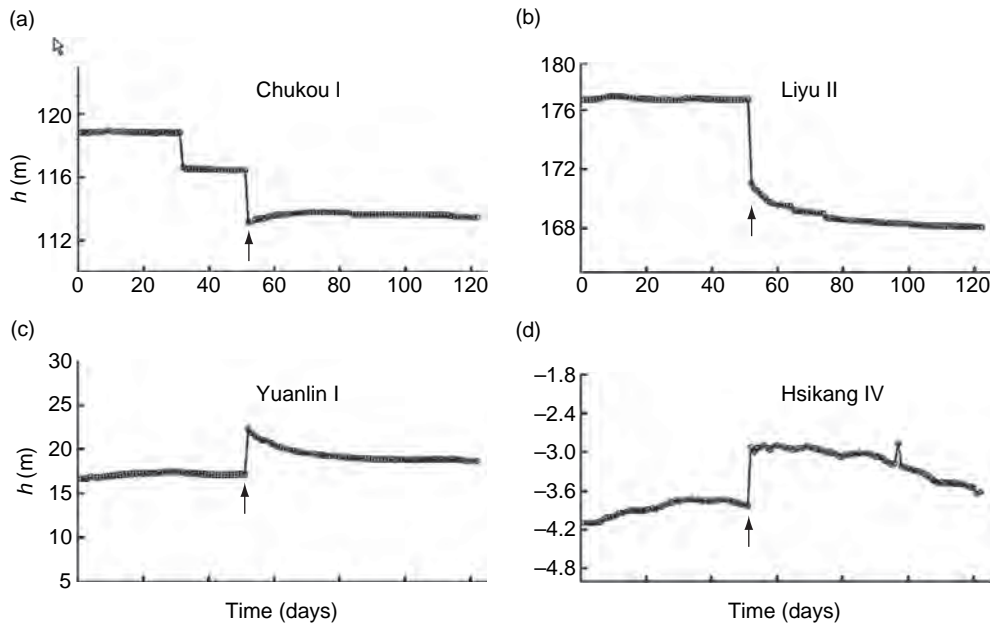 (a)
Chukou I
h (m)
120
116
112
0 20 40 60 80 100 120
(b)
Liyu II
180
176
172
168
0 20 40 60 80 100 120
(c)
Yuanlin I
h (m)
30
25
20
15
10
5
Time (days)
(d)
Hsikang IV
–1.8
–2.4
–3.0
–3.6
–4.2
–4.8
Time (days)